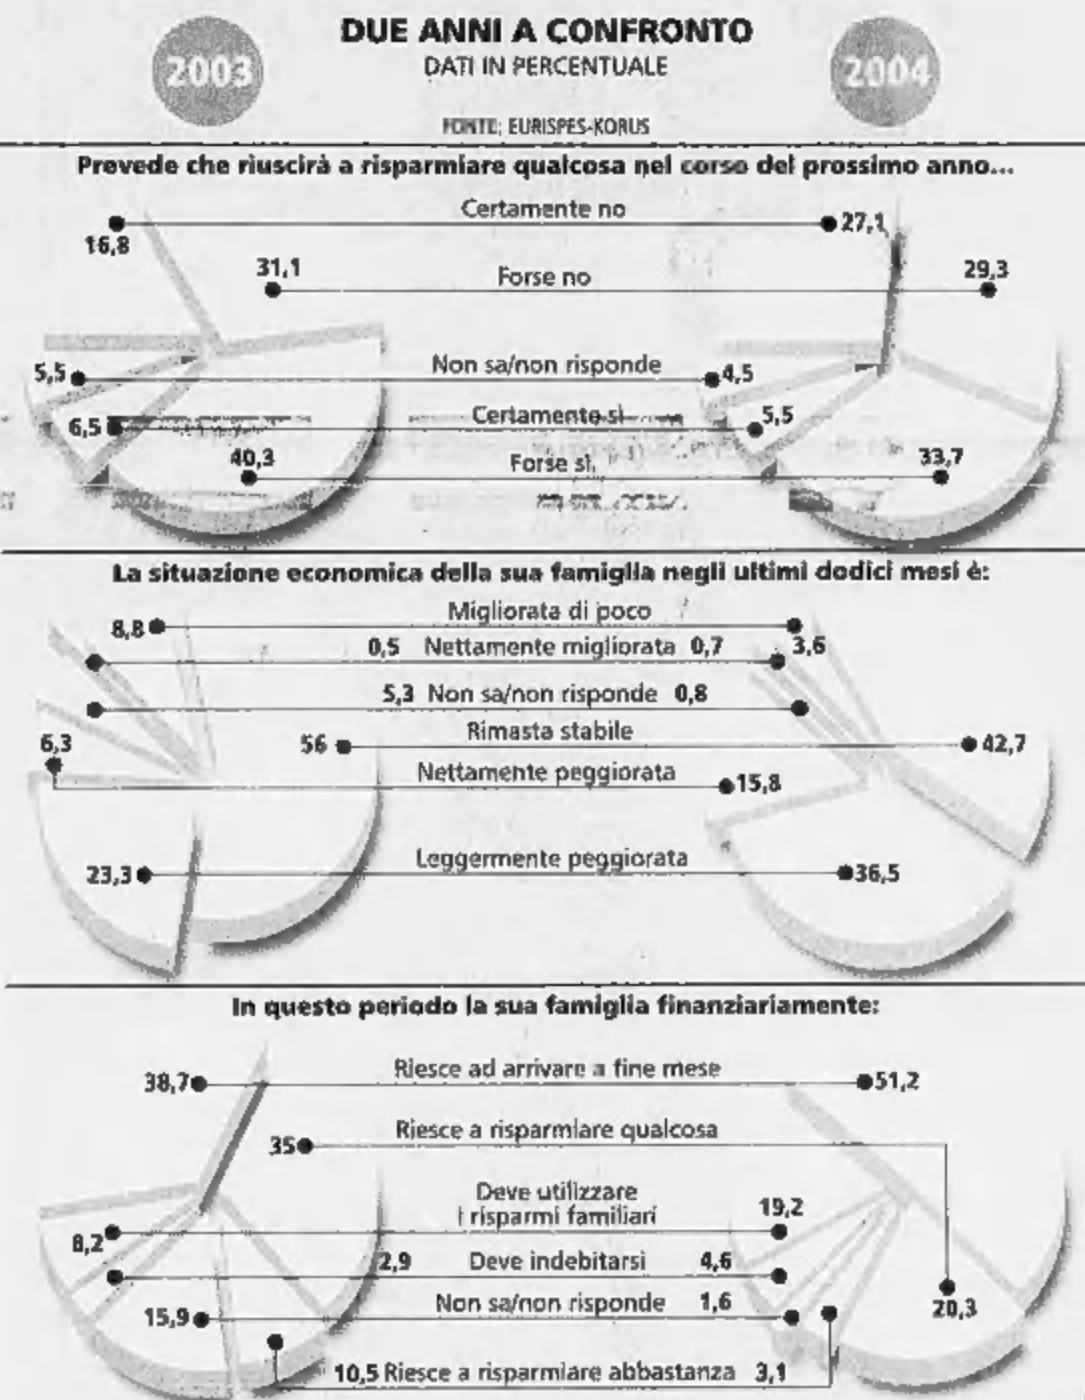 DUE ANNI A CONFRONTO
2003
DATI IN PERCENTUALE
2004
FONTE: EURISPES-KORUS
Prevede che riuscirà a risparmiare qualcosa nel corso del prossimo anno...
16,8 Certamente no 27,1
31,1 Forse no 29,3
5,5 Non sa/non risponde 4,5
6,5 Certamente sì 5,5
40,3 Forse sì 33,7
La situazione economica della sua famiglia negli ultimi dodici mesi è:
8,8 Migliorata di poco 3,6
0,5 Nettamente migliorata 0,7
5,3 Non sa/non risponde 0,8
56 Rimasta stabile 42,7
6,3 Nettamente peggiorata 15,8
23,3 Leggermente peggiorata 36,5
In questo periodo la sua famiglia finanziariamente:
38,7 Riesce ad arrivare a fine mese 51,2
35 Riesce a risparmiare qualcosa 20,3
Deve utilizzare
8,2 i risparmi familiari 19,2
2,9 Deve indebitarsi 4,6
15,9 Non sa/non risponde 1,6
10,5 Riesce a risparmiare abbastanza 3,1